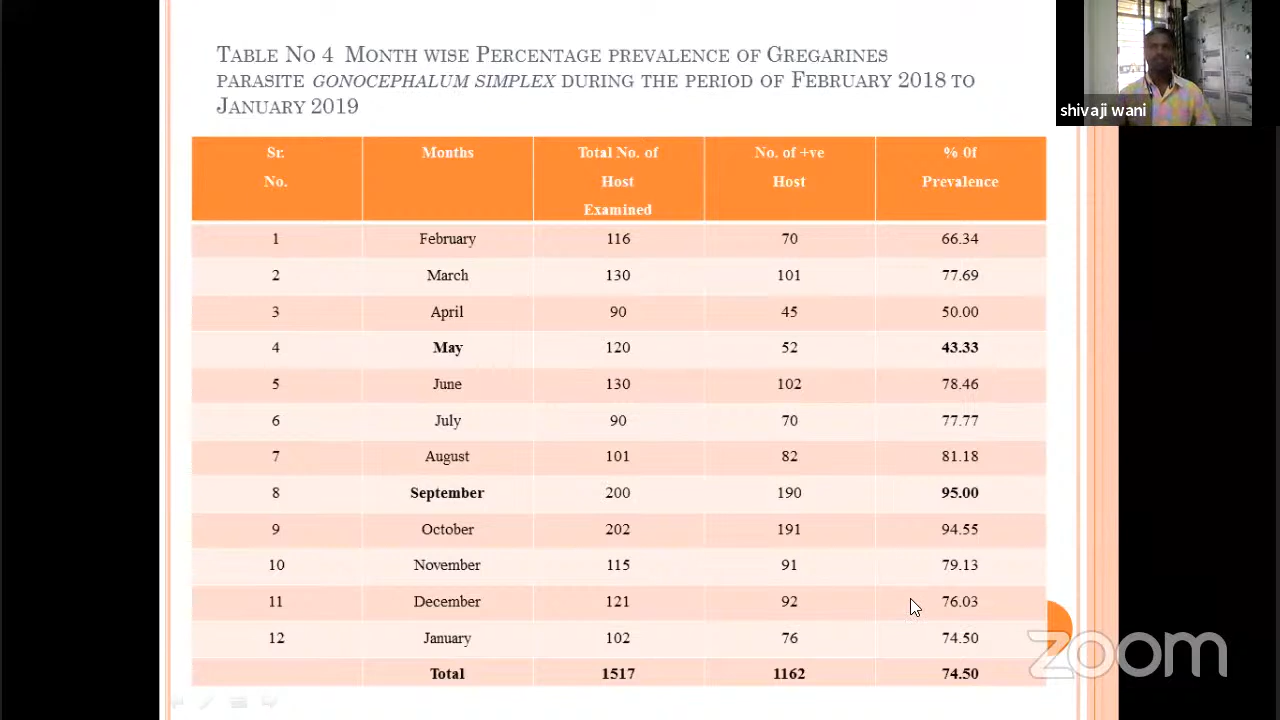 TABLE NO 4 MONTH WISE PERCENTAGE PREVALENCE OF GREGARINES
PARASITE GONOCEPHALUM SIMPLEX DURING THE PERIOD OF FEBRUARY 2018 TO
JANUARY 2019
shivaji wani
Sr. No. Months Total No. of Host Examined No. of +ve Host % 0f Prevalence
1 February 116 70 66.34
2 March 130 101 77.69
3 April 90 45 50.00
4 May 120 52 43.33
5 June 130 102 78.46
6 July 90 70 77.77
7 August 101 82 81.18
8 September 200 190 95.00
9 October 202 191 94.55
10 November 115 91 79.13
11 December 121 92 76.03
12 January 102 76 74.50
Total 1517 1162 74.50
zoom